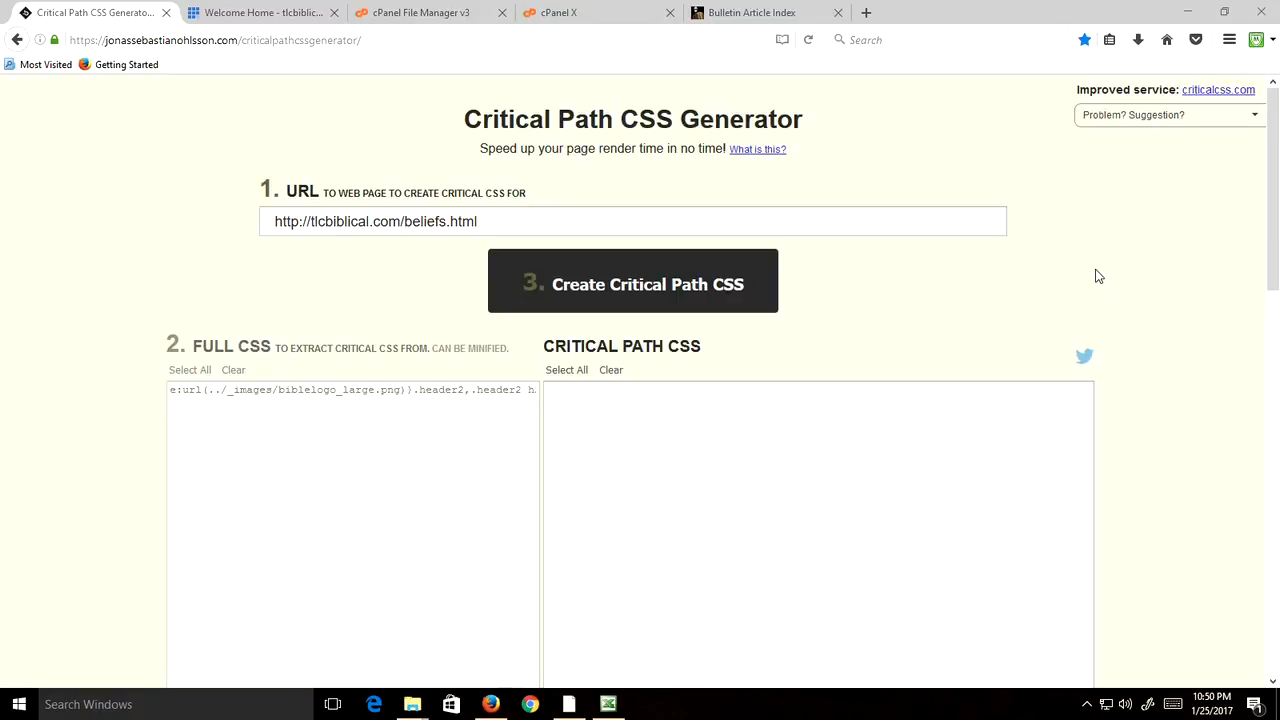 Critical Path CSS Generato...
Welcome Home - tlcbiblic...
cPanel File Manager v3
cPanel X
Bulletin Article Index
https://jonassebastianohlsson.com/criticalpathcssgenerator/
Search
Most Visited
Getting Started
Improved service: criticalcss.com
Problem? Suggestion?
Critical Path CSS Generator
Speed up your page render time in no time! What is this?
1. URL TO WEB PAGE TO CREATE CRITICAL CSS FOR
http://tlcbiblical.com/beliefs.html
3. Create Critical Path CSS
2. FULL CSS TO EXTRACT CRITICAL CSS FROM. CAN BE MINIFIED.
Select All Clear
e:url(../_images/biblelogo_large.png)}.header2,.header2 h
CRITICAL PATH CSS
Select All Clear
Search Windows
10:50 PM
1/25/2017